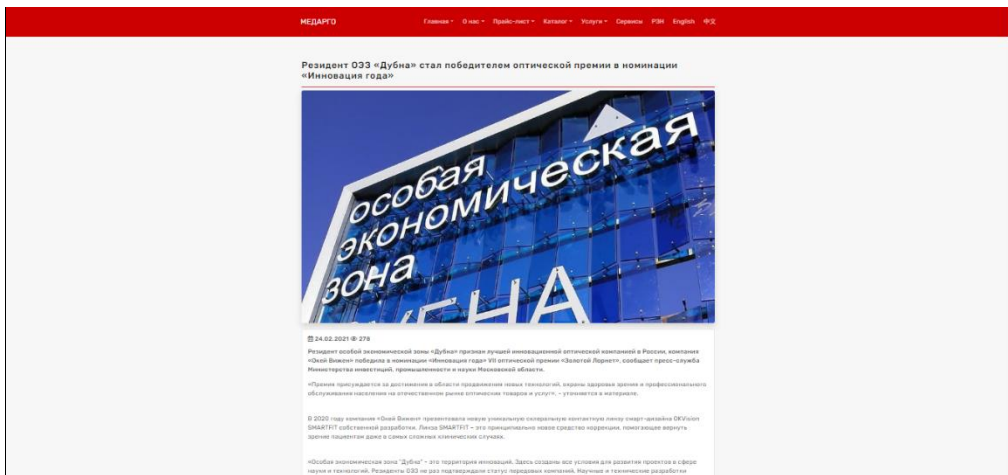 МЕДАРГО
Главная О нас Прайс-лист Каталог Услуги Сервисы РЭН English 中文
Резидент ОЭЗ «Дубна» стал победителем оптической премии в номинации
«Инновация года»
особая
экономическая
зона
ДУБНА
24.02.2021 278
Резидент особой экономической зоны «Дубна» признан лучшей инновационной оптической компанией в России, компания
«Окей Вижен» победила в номинации «Инновация года» VII оптической премии «Золотой Лорнет», сообщает пресс-служба
Министерства инвестиций, промышленности и науки Московской области.
«Премия присуждается за достижения в области продвижения новых технологий, охраны здоровья зрения и профессионального
обслуживания населения на отечественном рынке оптических товаров и услуг», – уточняется в материале.
В 2020 году компания «Окей Вижен» презентовала новую уникальную склеральную контактную линзу смарт-дизайна OKVision
SMARTFIT собственной разработки. Линза SMARTFIT – это принципиально новое средство коррекции, помогающее вернуть
зрение пациентам даже в самых сложных клинических случаях.
«Особая экономическая зона "Дубна" – это территория инноваций. Здесь созданы все условия для развития проектов в сфере
науки и технологий. Резиденты ОЭЗ не раз подтверждали статус передовых компаний. Научные и технические разработки